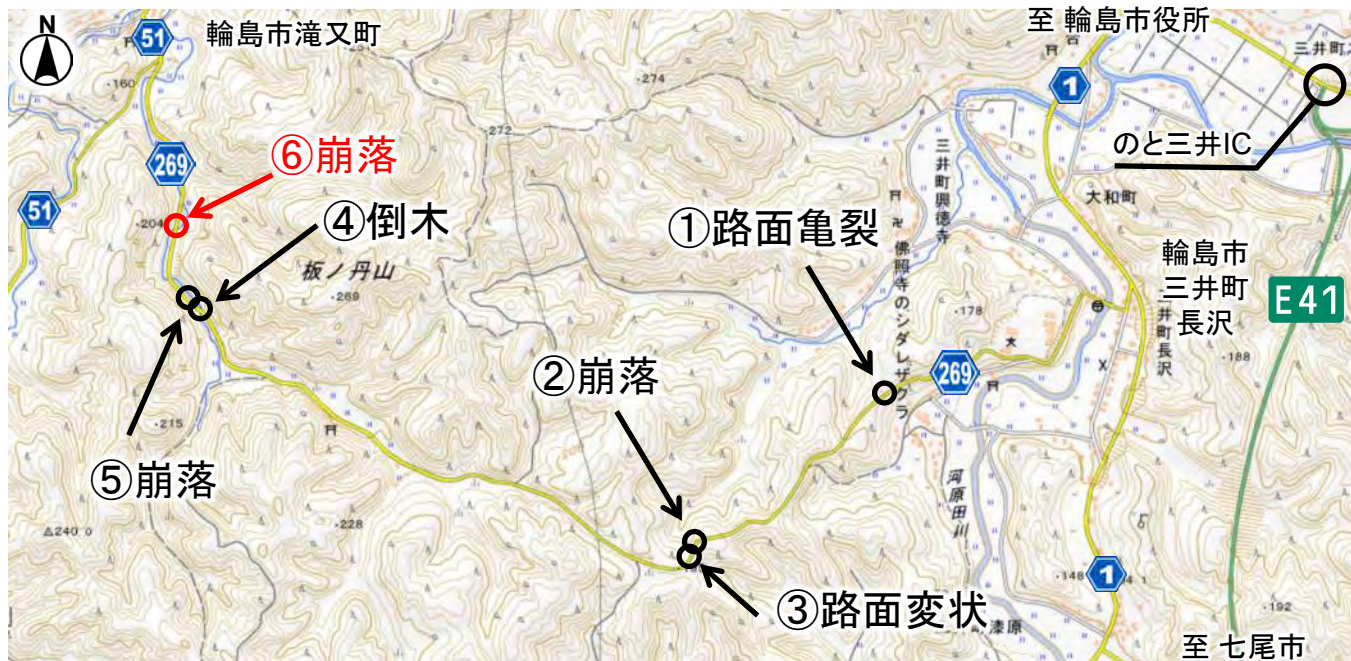 N
51
輪島市滝又町
至 輪島市役所
・274
・160
1
・272
のと三井IC
269
⑥崩落
三井町興徳寺
大和町
51
・204
④倒木
①路面亀裂
板ノ丹山
・269
佛照寺のシダレザクラ
輪島市
三井町
長沢
E41
・178
三井町長沢
②崩落
269
・188
・215
⑤崩落
河原田川
△240.0
・228
③路面変状
・148
1
・192
漆原
至 七尾市